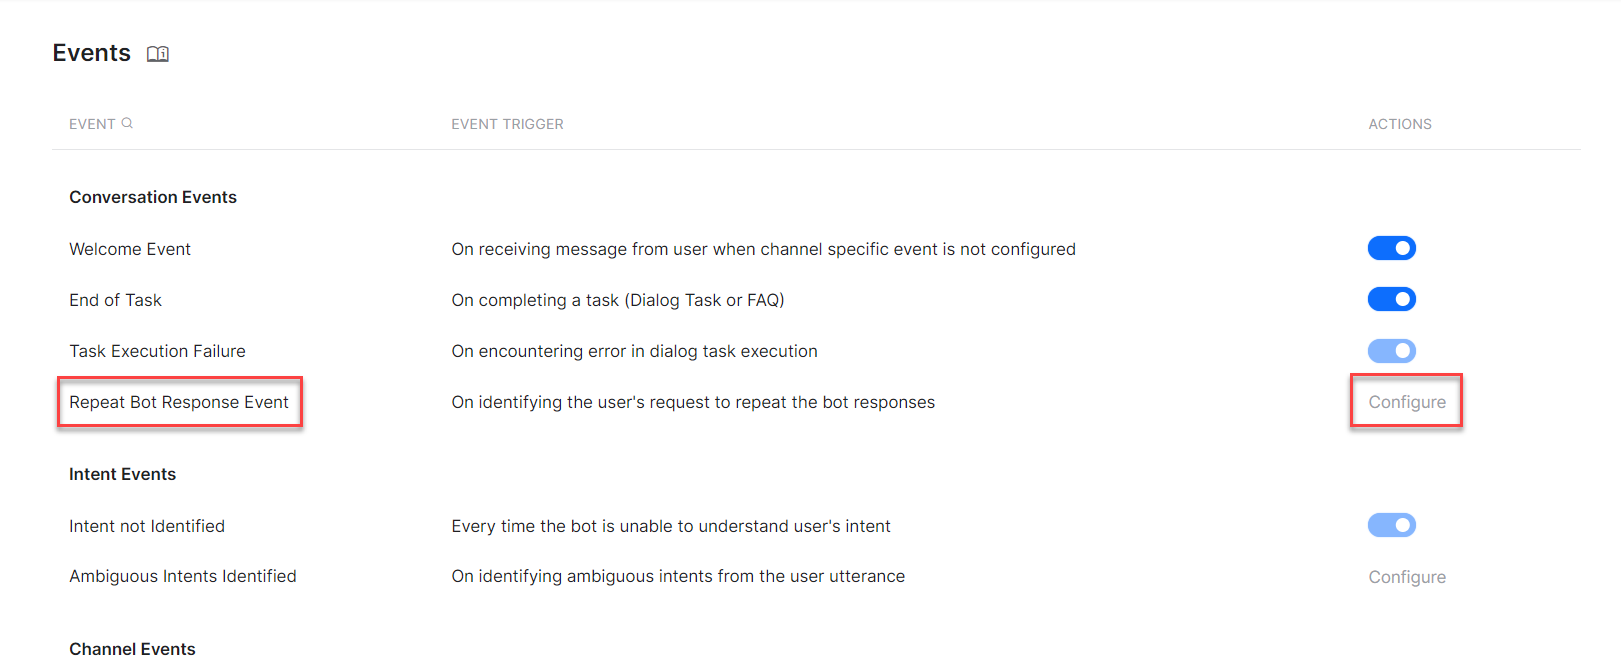 Events
EVENT EVENT TRIGGER ACTIONS
Conversation Events
Welcome Event On receiving message from user when channel specific event is not configured
End of Task On completing a task (Dialog Task or FAQ)
Task Execution Failure On encountering error in dialog task execution
Repeat Bot Response Event On identifying the user's request to repeat the bot responses Configure
Intent Events
Intent not Identified Every time the bot is unable to understand user's intent
Ambiguous Intents Identified On identifying ambiguous intents from the user utterance Configure
Channel Events